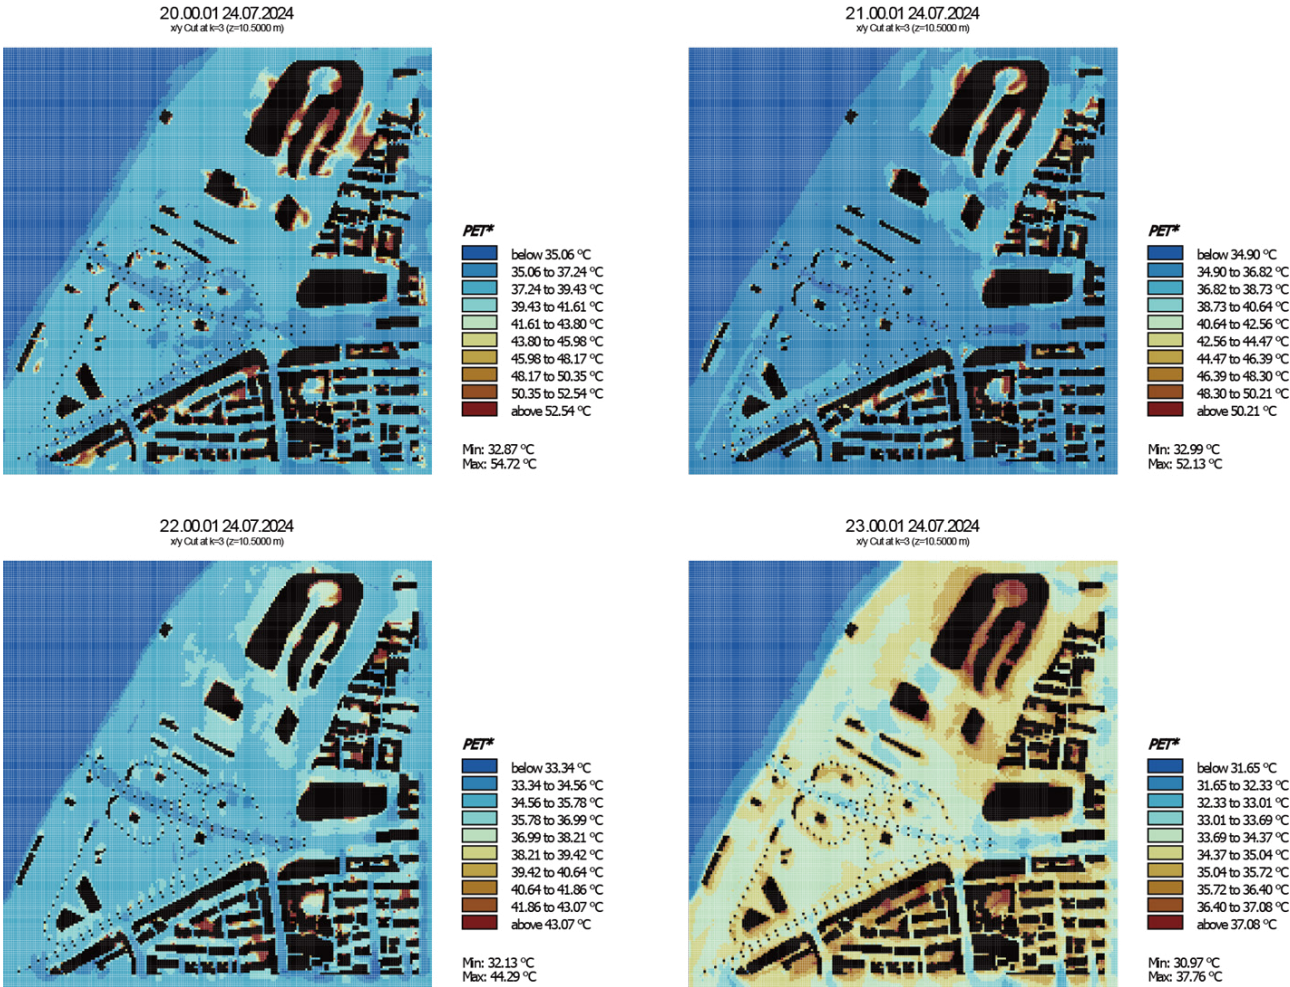 20.00.01 24.07.2024
x/y Cut at k=3 (z=10.5000 m)
PET*
below 35.06 °C
35.06 to 37.24 °C
37.24 to 39.43 °C
39.43 to 41.61 °C
41.61 to 43.80 °C
43.80 to 45.98 °C
45.98 to 48.17 °C
48.17 to 50.35 °C
50.35 to 52.54 °C
above 52.54 °C
Min: 32.87 °C
Max: 54.72 °C
21.00.01 24.07.2024
x/y Cut at k=3 (z=10.5000 m)
PET*
below 34.90 °C
34.90 to 36.82 °C
36.82 to 38.73 °C
38.73 to 40.64 °C
40.64 to 42.56 °C
42.56 to 44.47 °C
44.47 to 46.39 °C
46.39 to 48.30 °C
48.30 to 50.21 °C
above 50.21 °C
Min: 32.99 °C
Max: 52.13 °C
22.00.01 24.07.2024
x/y Cut at k=3 (z=10.5000 m)
PET*
below 33.34 °C
33.34 to 34.56 °C
34.56 to 35.78 °C
35.78 to 36.99 °C
36.99 to 38.21 °C
38.21 to 39.42 °C
39.42 to 40.64 °C
40.64 to 41.86 °C
41.86 to 43.07 °C
above 43.07 °C
Min: 32.13 °C
Max: 44.29 °C
23.00.01 24.07.2024
x/y Cut at k=3 (z=10.5000 m)
PET*
below 31.65 °C
31.65 to 32.33 °C
32.33 to 33.01 °C
33.01 to 33.69 °C
33.69 to 34.37 °C
34.37 to 35.04 °C
35.04 to 35.72 °C
35.72 to 36.40 °C
36.40 to 37.08 °C
above 37.08 °C
Min: 30.97 °C
Max: 37.76 °C